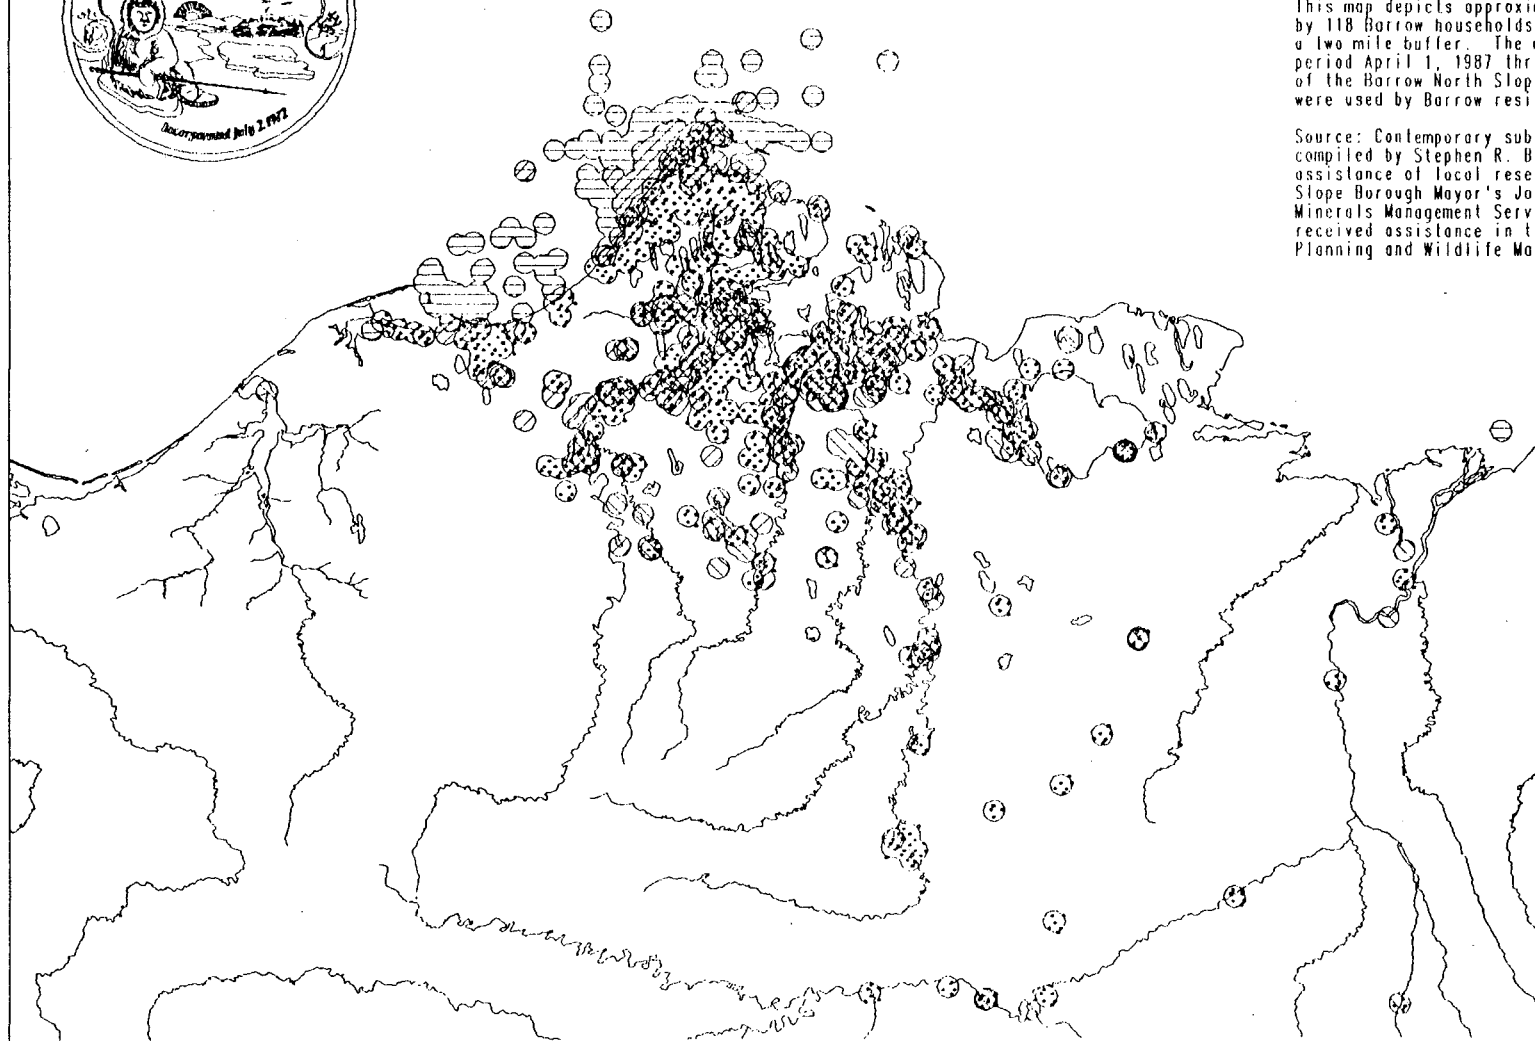 Incorporated July 2, 1972
This map depicts approxi
by 118 Barrow households
a two mile buffer. The
period April 1, 1987 thr
of the Barrow North Slop
were used by Barrow resi
Source: Contemporary sub
compiled by Stephen R. B
assistance of local rese
Slope Borough Mayor's Jo
Minerals Management Serv
received assistance in t
Planning and Wildlife Ma